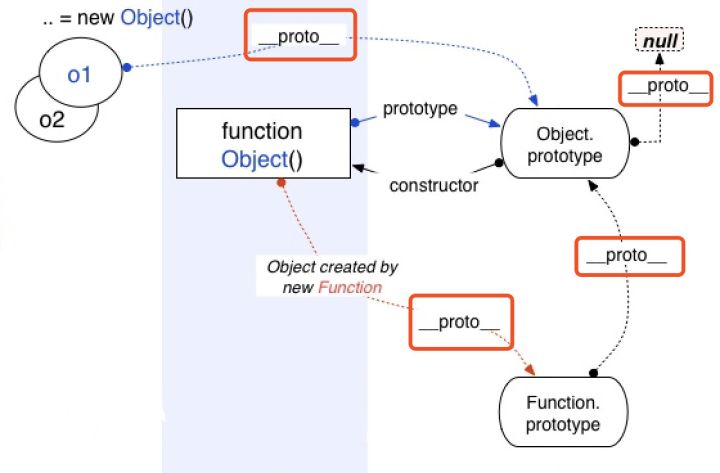 .. = new Object()
__proto__
null
o1
__proto__
o2
prototype
function
Object()
Object.
prototype
constructor
__proto__
Object created by
new Function
__proto__
Function.
prototype